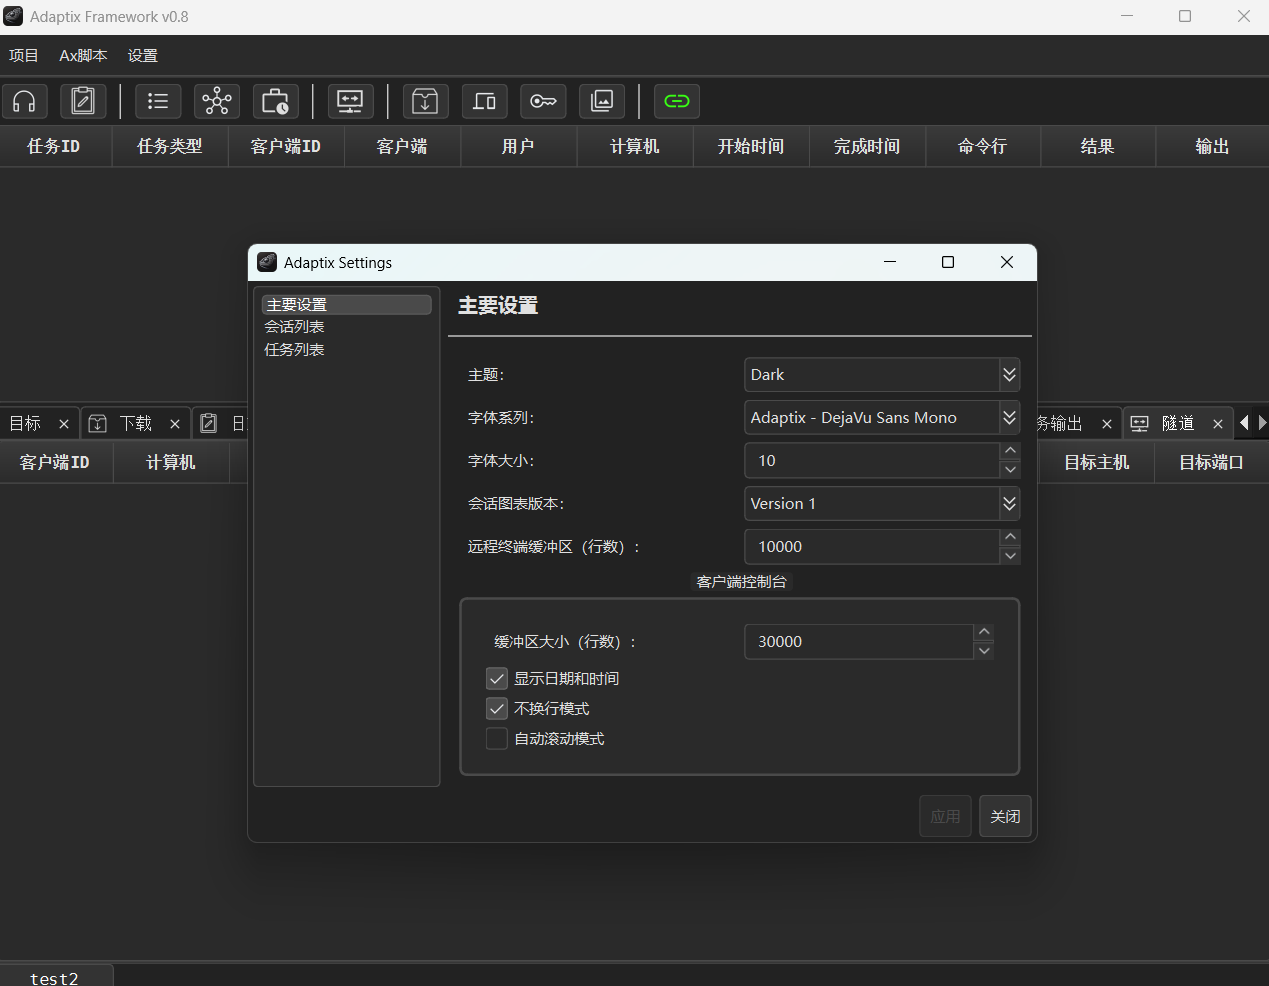 Adaptix Framework v0.8
项目 Ax脚本 设置
任务ID 任务类型 客户端ID 客户端 用户 计算机 开始时间 完成时间 命令行 结果 输出
Adaptix Settings
主要设置
会话列表
任务列表
主要设置
主题: Dark
字体系列: Adaptix - DejaVu Sans Mono
字体大小: 10
会话图表版本: Version 1
远程终端缓冲区（行数）: 10000
客户端控制台
缓冲区大小（行数）: 30000
显示日期和时间
不换行模式
自动滚动模式
应用 关闭
目标 下载 日 务输出 隧道
客户端ID 计算机 目标主机 目标端口
test2